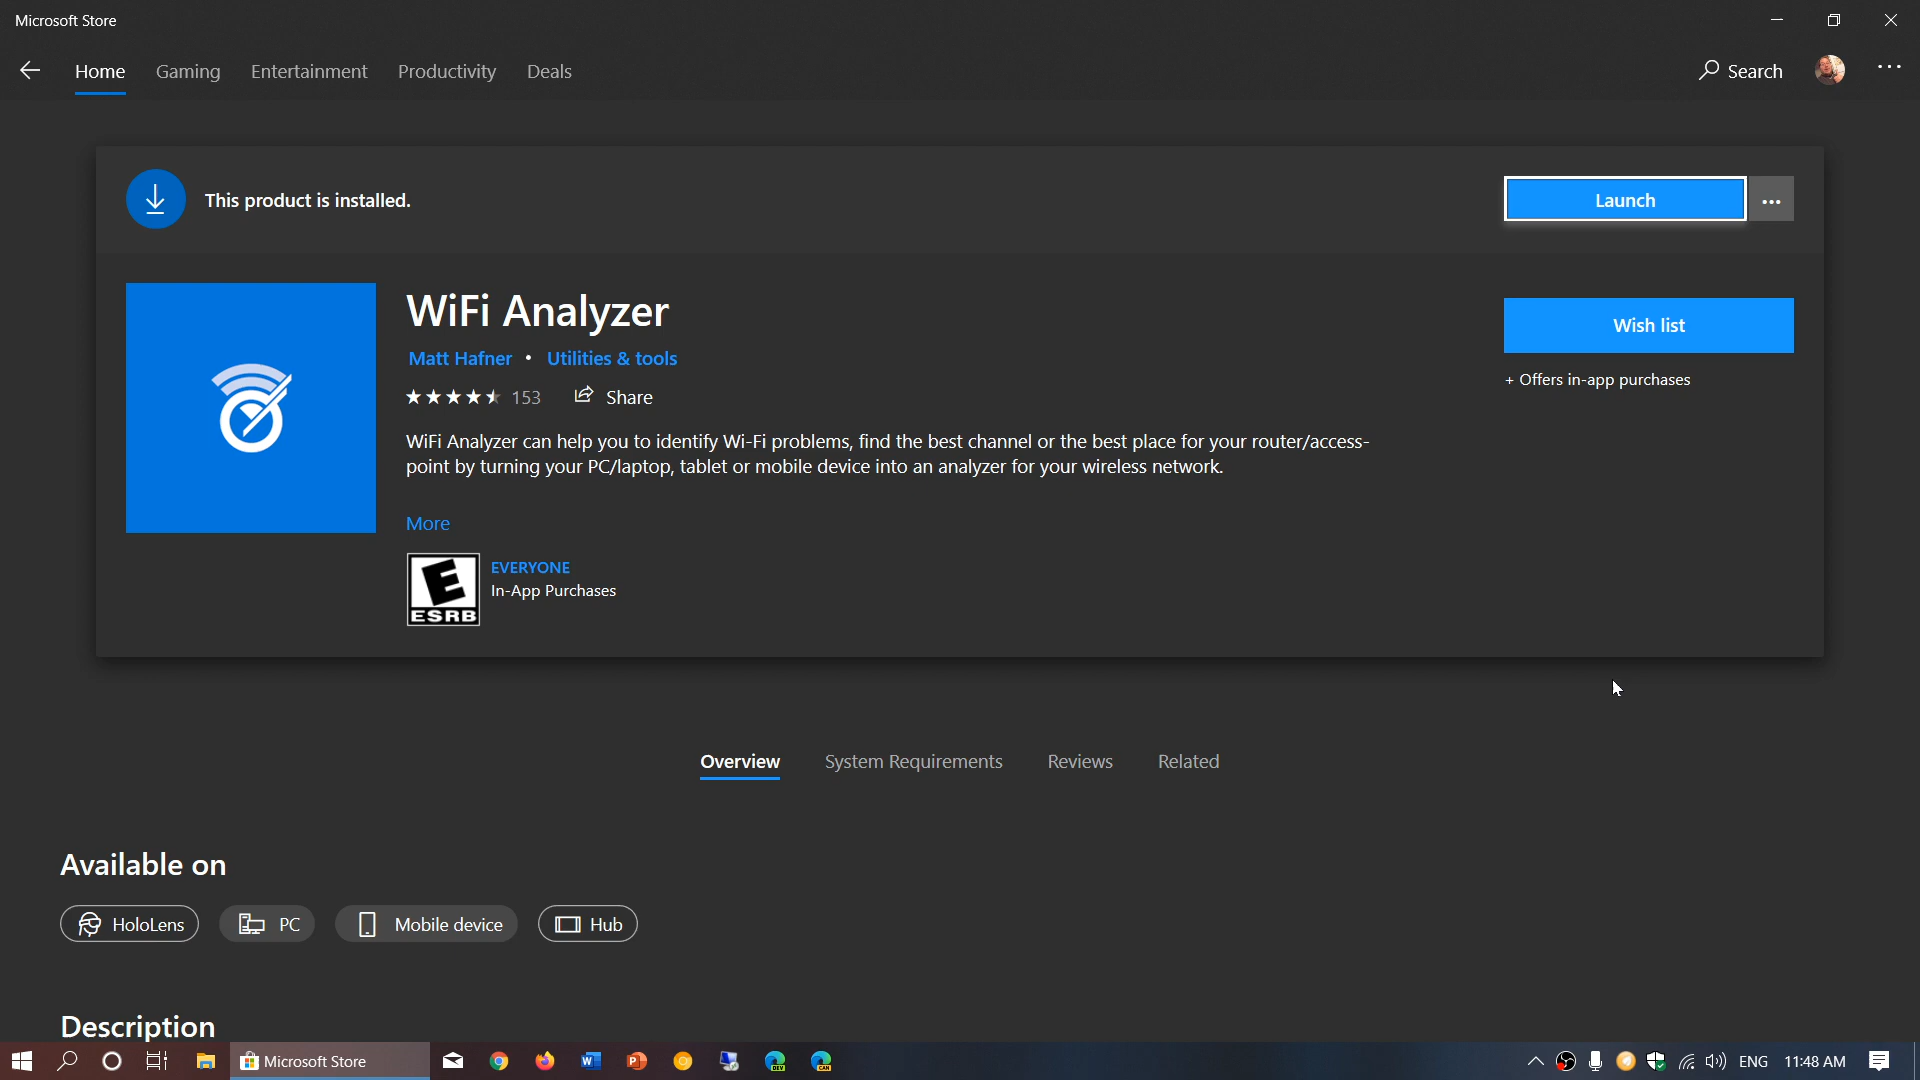 Microsoft Store
Home Gaming Entertainment Productivity Deals Search
This product is installed.
Launch
WiFi Analyzer
Matt Hafner • Utilities & tools
153 Share
WiFi Analyzer can help you to identify Wi-Fi problems, find the best channel or the best place for your router/access-
point by turning your PC/laptop, tablet or mobile device into an analyzer for your wireless network.
More
Wish list
+ Offers in-app purchases
E
ESRB
EVERYONE
In-App Purchases
Overview System Requirements Reviews Related
Available on
HoloLens PC Mobile device Hub
Description
Microsoft Store W P DEV CAN ENG 11:48 AM